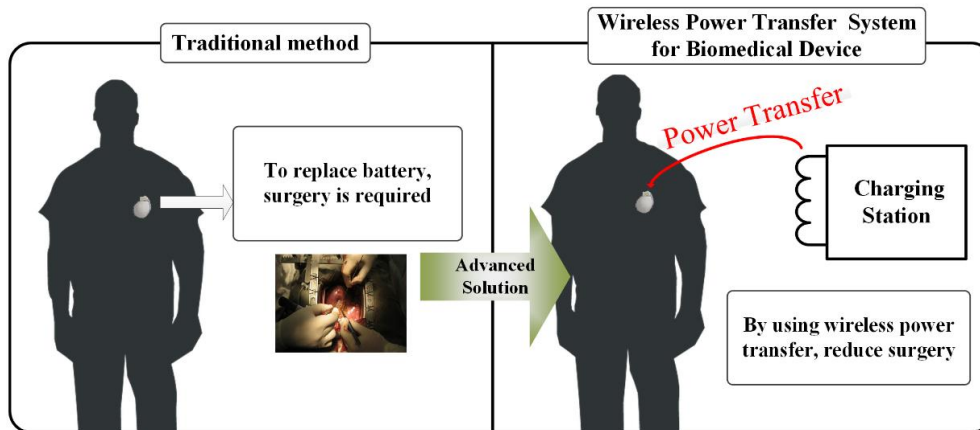 Traditional method
To replace battery,
surgery is required
Advanced
Solution
Wireless Power Transfer System
for Biomedical Device
Power Transfer
Charging
Station
By using wireless power
transfer, reduce surgery